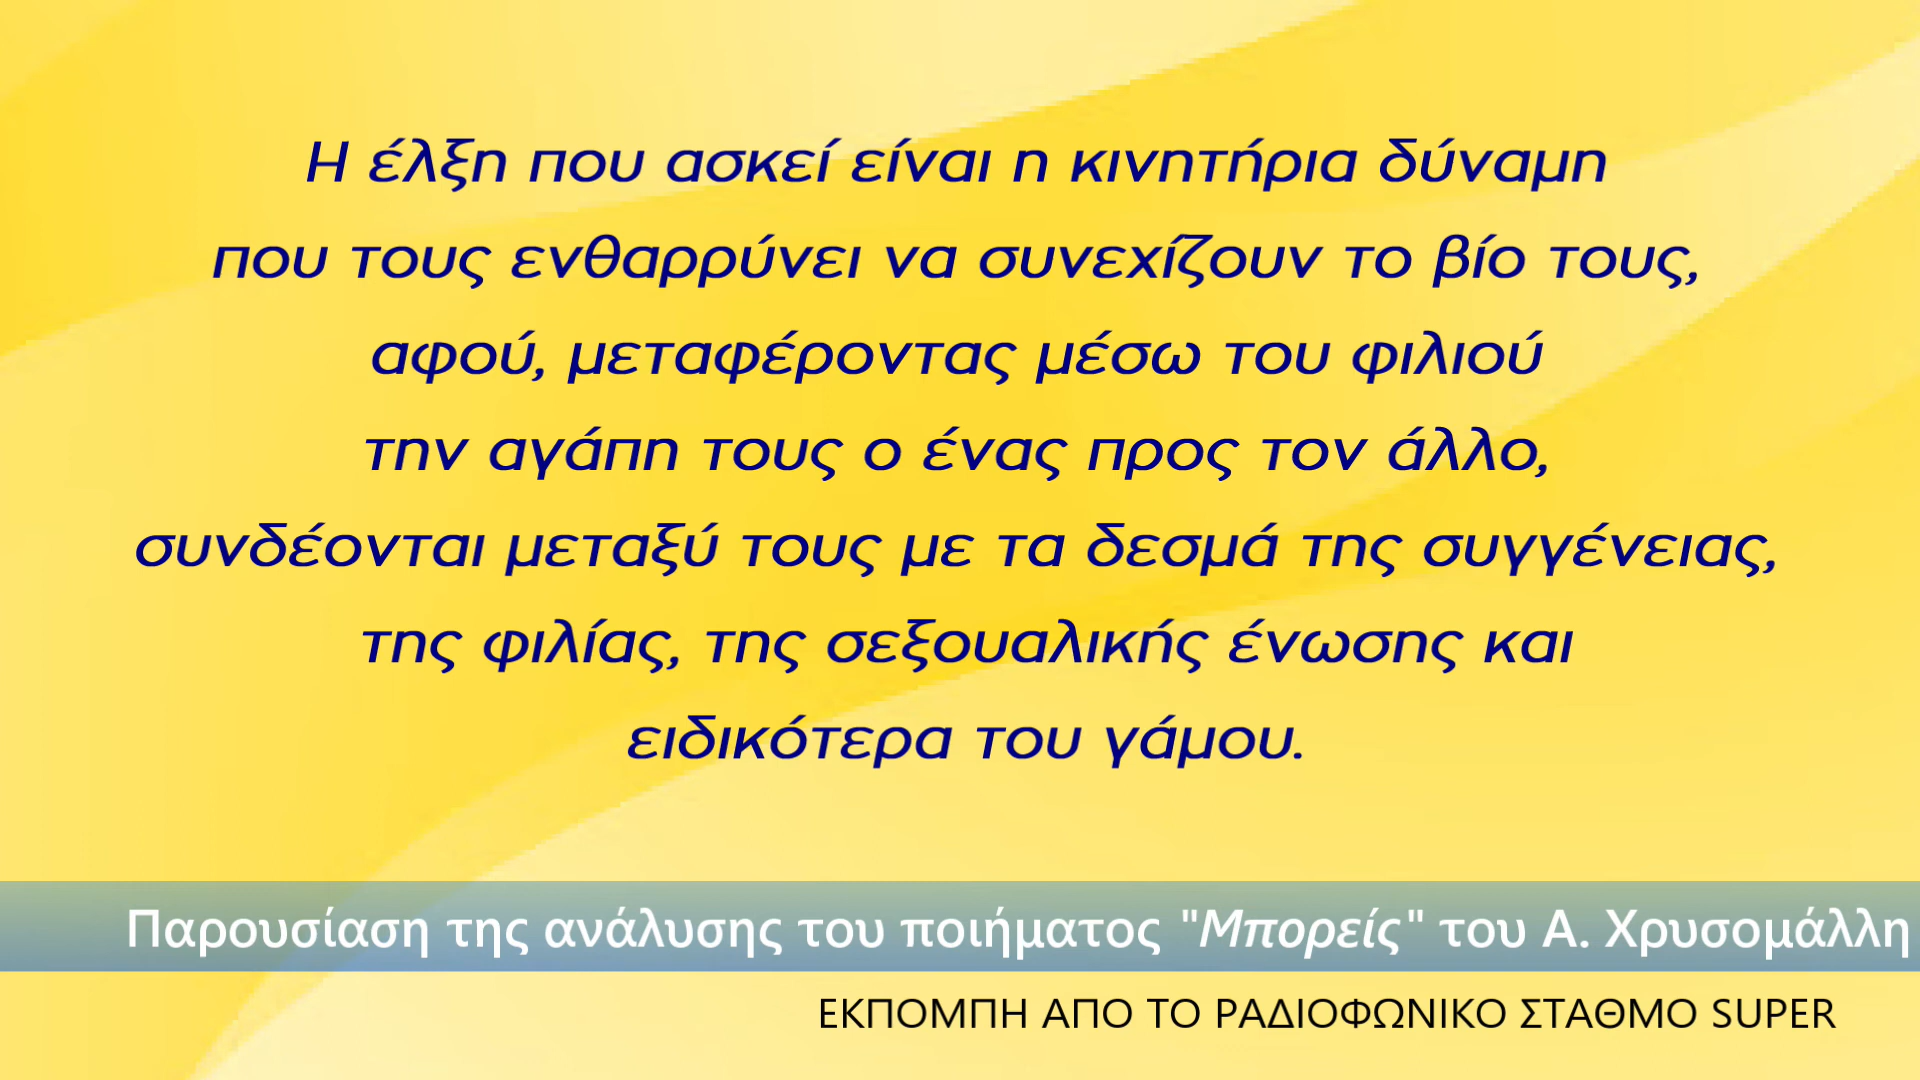 Η έλξη που ασκεί είναι η κινητήρια δύναμη
που τους ενθαρρύνει να συνεχίζουν το βίο τους,
αφού, μεταφέροντας μέσω του φιλιού
την αγάπη τους ο ένας προς τον άλλο,
συνδέονται μεταξύ τους με τα δεσμά της συγγένειας,
της φιλίας, της σεξουαλικής ένωσης και
ειδικότερα του γάμου.
Παρουσίαση της ανάλυσης του ποιήματος "Μπορείς" του Α. Χρυσομάλλη
ΕΚΠΟΜΠΗ ΑΠΟ ΤΟ ΡΑΔΙΟΦΩΝΙΚΟ ΣΤΑΘΜΟ SUPER